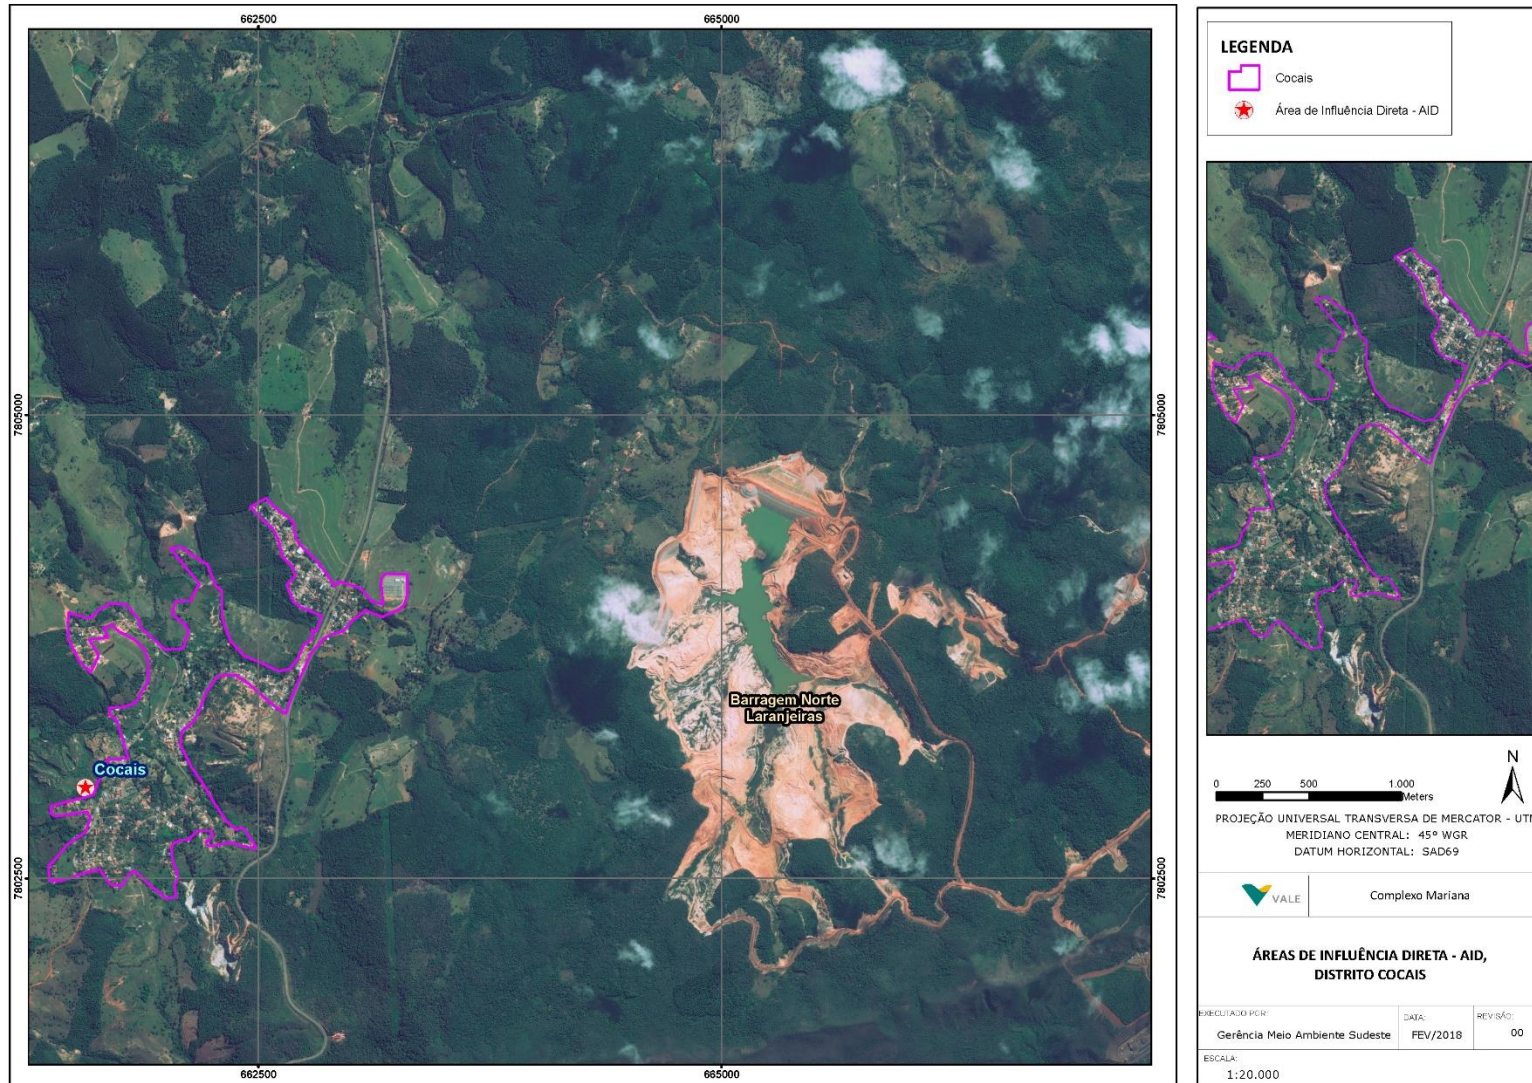 662500
665000
7805000
7805000
Barragem Norte
Laranjeiras
Cocais
7802500
7802500
662500
665000
LEGENDA
Cocais
Área de Influência Direta - AID
N
0 250 500 1.000
Meters
PROJEÇÃO UNIVERSAL TRANSVERSA DE MERCATOR - UTM
MERIDIANO CENTRAL: 45º WGR
DATUM HORIZONTAL: SAD69
VALE
Complexo Mariana
ÁREAS DE INFLUÊNCIA DIRETA - AID,
DISTRITO COCAIS
EXECUTADO POR:
DATA:
REVISÃO:
Gerência Meio Ambiente Sudeste
FEV/2018
00
ESCALA:
1:20.000